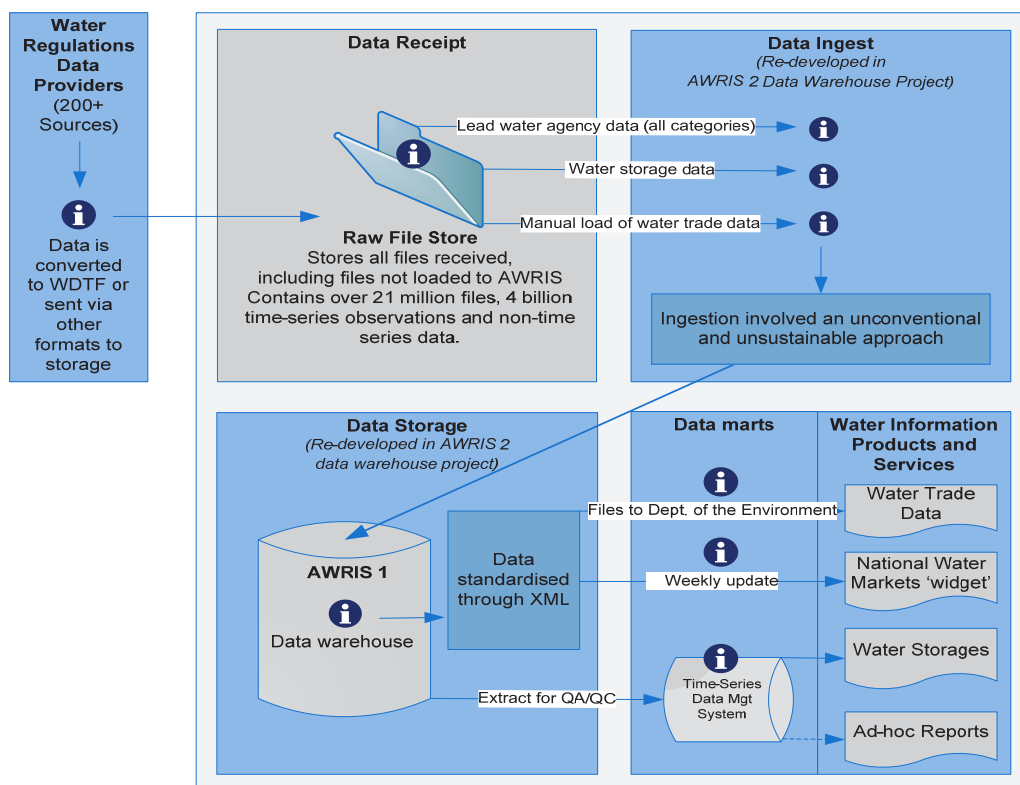 Water
Regulations
Data
Providers
(200+
Sources)
i
Data is
converted
to WDTF or
sent via
other
formats to
storage
Data Receipt
i
Raw File Store
Stores all files received,
including files not loaded to AWRIS
Contains over 21 million files, 4 billion
time-series observations and non-time
series data.
Lead water agency data (all categories)
Water storage data
Manual load of water trade data
Data Ingest
(Re-developed in
AWRIS 2 Data Warehouse Project)
i
i
i
Ingestion involved an unconventional
and unsustainable approach
Data Storage
(Re-developed in AWRIS 2
data warehouse project)
AWRIS 1
i
Data warehouse
Data
standardised
through XML
Extract for QA/QC
Data marts
i
Files to Dept. of the Environment
i
Weekly update
i
Time-Series
Data Mgt
System
Water Information
Products and
Services
Water Trade
Data
National Water
Markets ‘widget’
Water Storages
Ad-hoc Reports